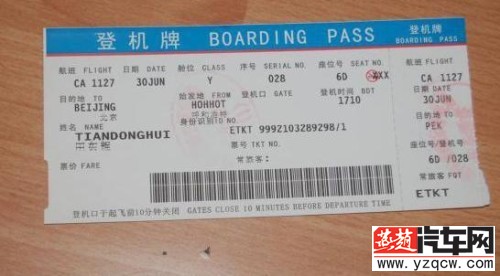 登机牌 BOARDING PASS
登机牌
BOARDING PASS
航班 FLIGHT 日期 DATE 舱位 CLASS 序号 SERIAL NO. 座位号 SEAT NO.
CA 1127 30JUN Y 028 6D
目的地 TO 始发地 FROM 登机口 GATE 登机时间 BDT
BEIJING HOHHOT 1710
北京 呼和浩特
姓名 NAME 身份识别 ID NO.
TIANDONGHUI ETKT 9992103289298/1
票价 FARE 票号 TKT NO.
常旅客:
登机口于起飞前10分钟关闭 GATES CLOSE 10 MINUTES BEFORE DEPARTURE TIME
航班 FLIGHT
CA 1127
日期 DATE
30JUN
目的地 TO
PEK
座位号/登机号
6D /028
常旅客 FQT
ETKT
燕赵汽车网
www.yzqcw.com